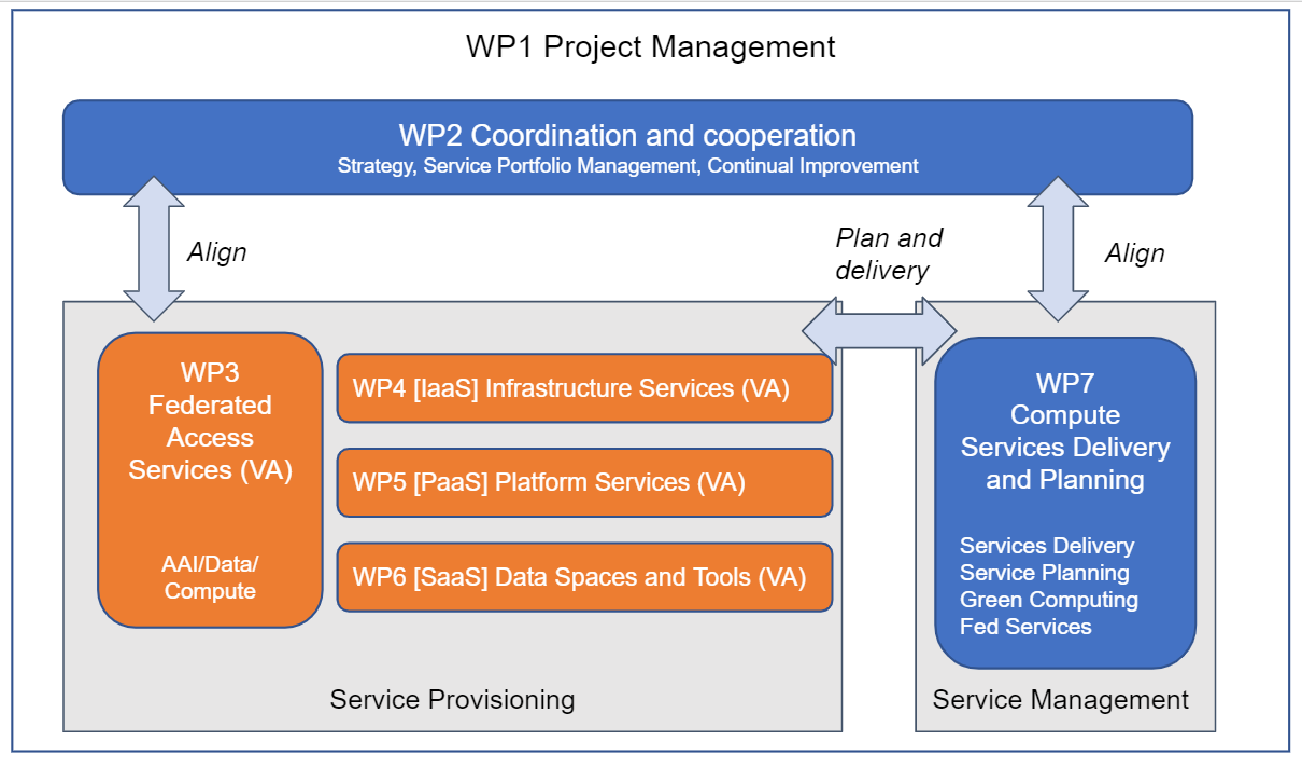 WP1 Project Management
WP2 Coordination and cooperation
Strategy, Service Portfolio Management, Continual Improvement
Align
Plan and
delivery
Align
WP3
Federated
Access
Services (VA)
AAI/Data/
Compute
WP4 [IaaS] Infrastructure Services (VA)
WP5 [PaaS] Platform Services (VA)
WP6 [SaaS] Data Spaces and Tools (VA)
Service Provisioning
WP7
Compute
Services Delivery
and Planning
Services Delivery
Service Planning
Green Computing
Fed Services
Service Management